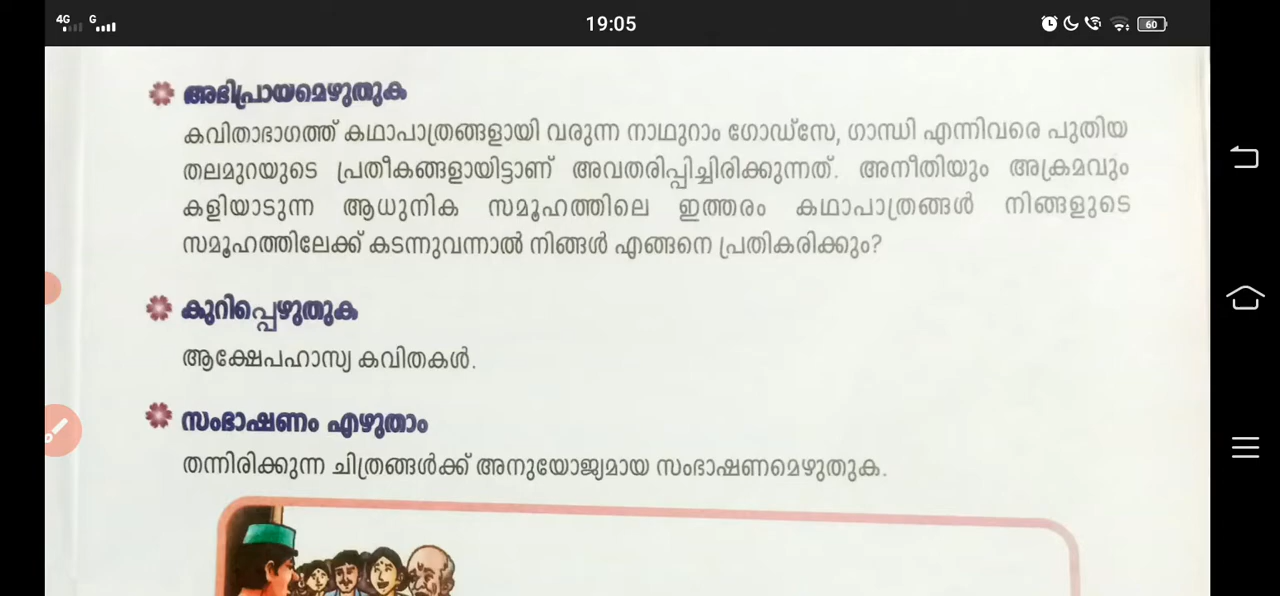 4G G 19:05 60
അഭിപ്രായമെഴുതുക
കവിതാഭാഗത്ത് കഥാപാത്രങ്ങളായി വരുന്ന നാഥുറാം ഗോഡ്സേ, ഗാന്ധി എന്നിവരെ പുതിയ
തലമുറയുടെ പ്രതീകങ്ങളായിട്ടാണ് അവതരിപ്പിച്ചിരിക്കുന്നത്. അനീതിയും അക്രമവും
കളിയാടുന്ന ആധുനിക സമൂഹത്തിലെ ഇത്തരം കഥാപാത്രങ്ങൾ നിങ്ങളുടെ
സമൂഹത്തിലേക്ക് കടന്നുവന്നാൽ നിങ്ങൾ എങ്ങനെ പ്രതികരിക്കും?
കുറിപ്പെഴുതുക
ആക്ഷേപഹാസ്യ കവിതകൾ.
സംഭാഷണം എഴുതാം
തന്നിരിക്കുന്ന ചിത്രങ്ങൾക്ക് അനുയോജ്യമായ സംഭാഷണമെഴുതുക.